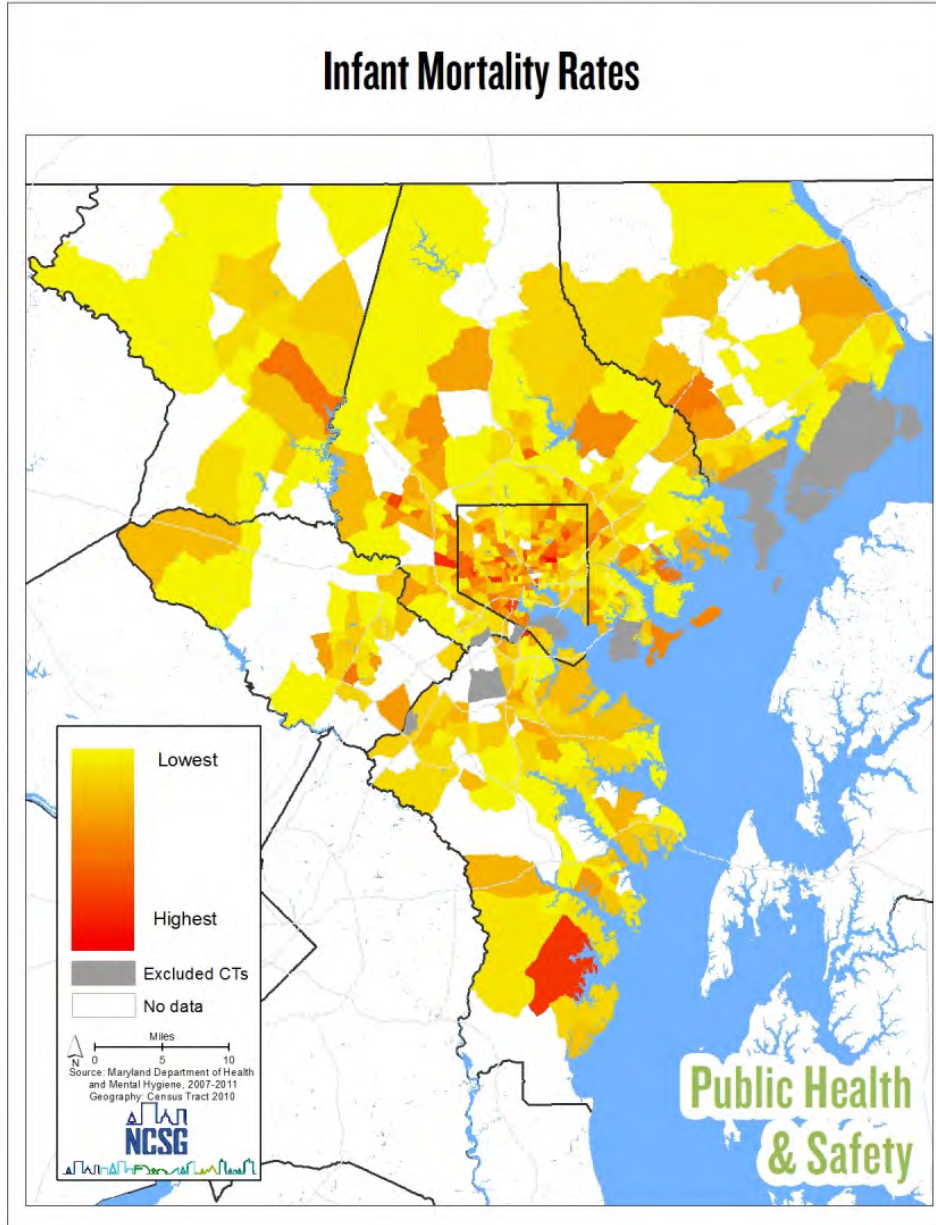 Infant Mortality Rates
Lowest
Highest
Excluded CTs
No data
Miles
N
0 5 10
Source: Maryland Department of Health
and Mental Hygiene, 2007-2011
Geography: Census Tract 2010
NCSG
Public Health
& Safety